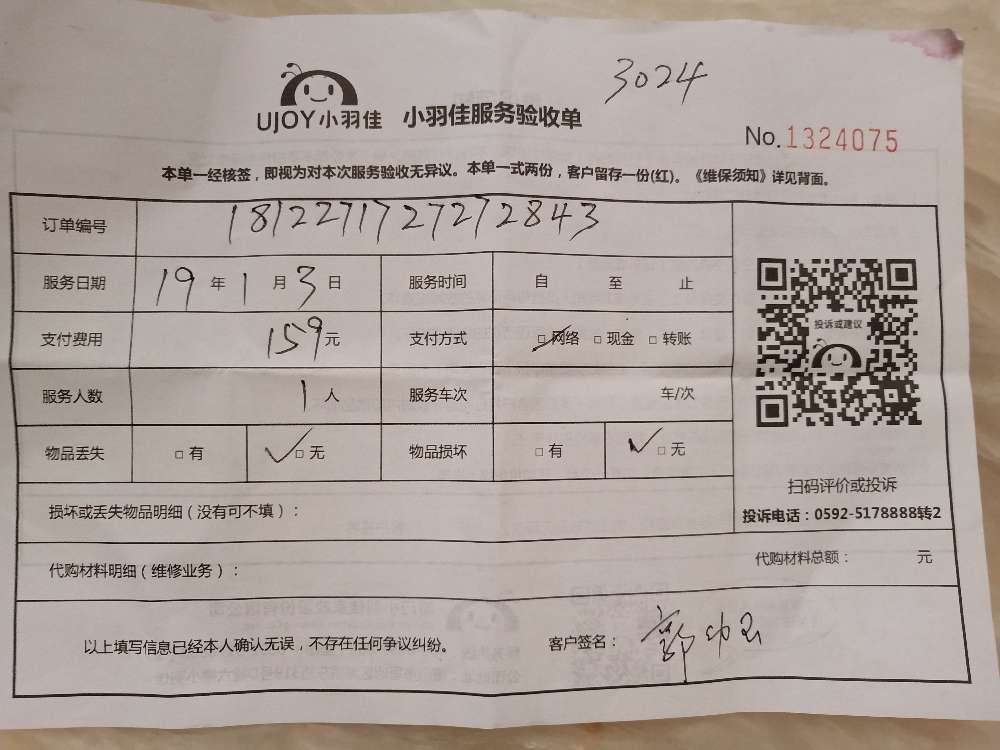 3024
UJOY小羽佳 小羽佳服务验收单
No.1324075
本单一经核签，即视为对本次服务验收无异议。本单一式两份，客户留存一份(红)。《维保须知》详见背面。
订单编号 181227172722843
服务日期 19 年 1 月 3 日 服务时间 自 至 止
投诉或建议
支付费用 159元 支付方式 □网络 □现金 □转账
服务人数 1 人 服务车次 车/次
物品丢失 □有 ✓□无 物品损坏 □有 ✓□无
扫码评价或投诉
投诉电话：0592-5178888转2
损坏或丢失物品明细（没有可不填）：
代购材料明细（维修业务）： 代购材料总额： 元
以上填写信息已经本人确认无误，不存在任何争议纠纷。 客户签名：